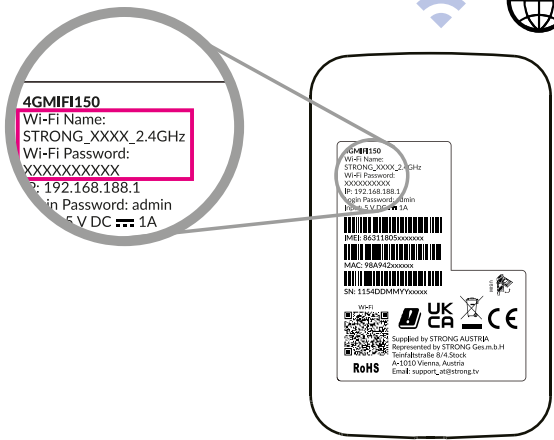 4GMIFI150
Wi-Fi Name:
STRONG_XXXX_2.4GHz
Wi-Fi Password:
XXXXXXXXXX
IP: 192.168.188.1
in Password: admin
5 V DC 1A
4GMIFI150
Wi-Fi Name:
STRONG_XXXX_2.4GHz
Wi-Fi Password:
XXXXXXXXXX
IP: 192.168.188.1
Login Password: admin
Input: 5 V DC 1A
IMEI: 86311805xxxxxxx
MAC: 98A942xxxxxx
SN: 1154DDMMYYxxxxx
Wi-Fi
RoHS
UK
CA
CE
Supplied by STRONG AUSTRIA
Represented by STRONG Ges.m.b.H
Teinfaltstraße 8/4.Stock
A-1010 Vienna, Austria
Email: support_at@strong.tv